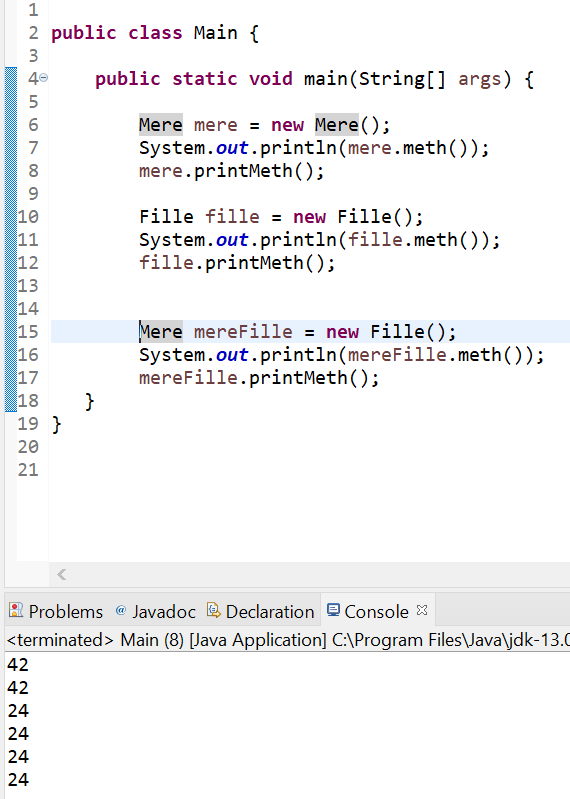 1
2 public class Main {
3
4 public static void main(String[] args) {
5
6 Mere mere = new Mere();
7 System.out.println(mere.meth());
8 mere.printMeth();
9
10 Fille fille = new Fille();
11 System.out.println(fille.meth());
12 fille.printMeth();
13
14
15 Mere mereFille = new Fille();
16 System.out.println(mereFille.meth());
17 mereFille.printMeth();
18 }
19 }
20
21
Problems @ Javadoc Declaration Console
<terminated> Main (8) [Java Application] C:\Program Files\Java\jdk-13.0
42
42
24
24
24
24